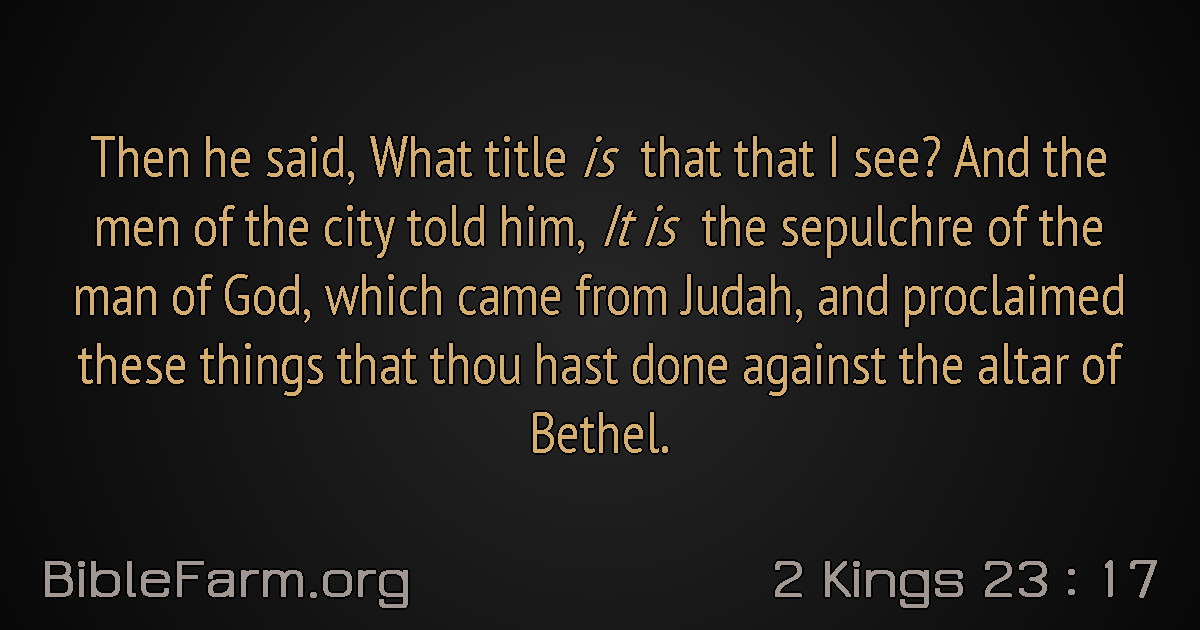 Then he said, What title is that that I see? And the
men of the city told him, It is the sepulchre of the
man of God, which came from Judah, and proclaimed
these things that thou hast done against the altar of
Bethel.
BibleFarm.org
2 Kings 23 : 17